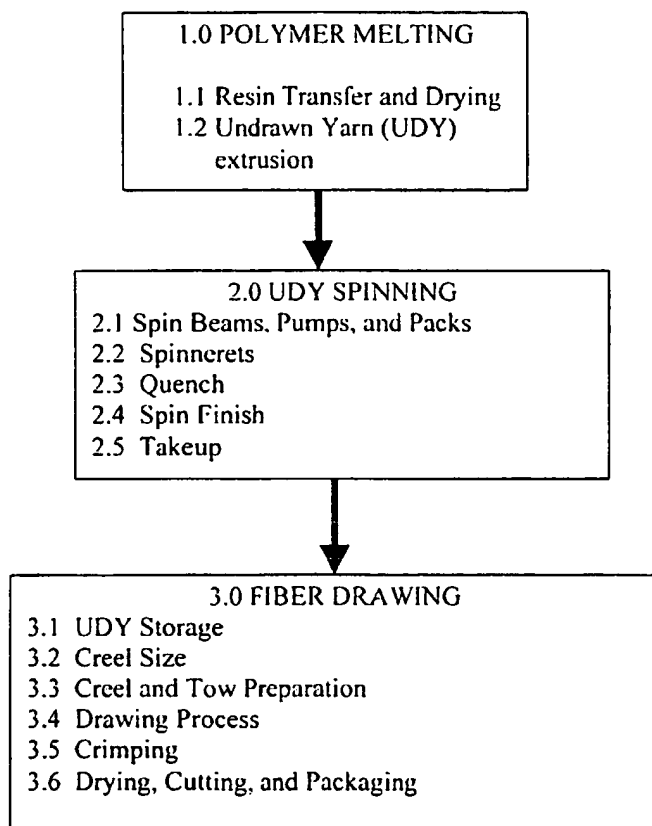 1.0 POLYMER MELTING
1.1 Resin Transfer and Drying
1.2 Undrawn Yarn (UDY)
extrusion
2.0 UDY SPINNING
2.1 Spin Beams, Pumps, and Packs
2.2 Spinnerets
2.3 Quench
2.4 Spin Finish
2.5 Takeup
3.0 FIBER DRAWING
3.1 UDY Storage
3.2 Creel Size
3.3 Creel and Tow Preparation
3.4 Drawing Process
3.5 Crimping
3.6 Drying, Cutting, and Packaging